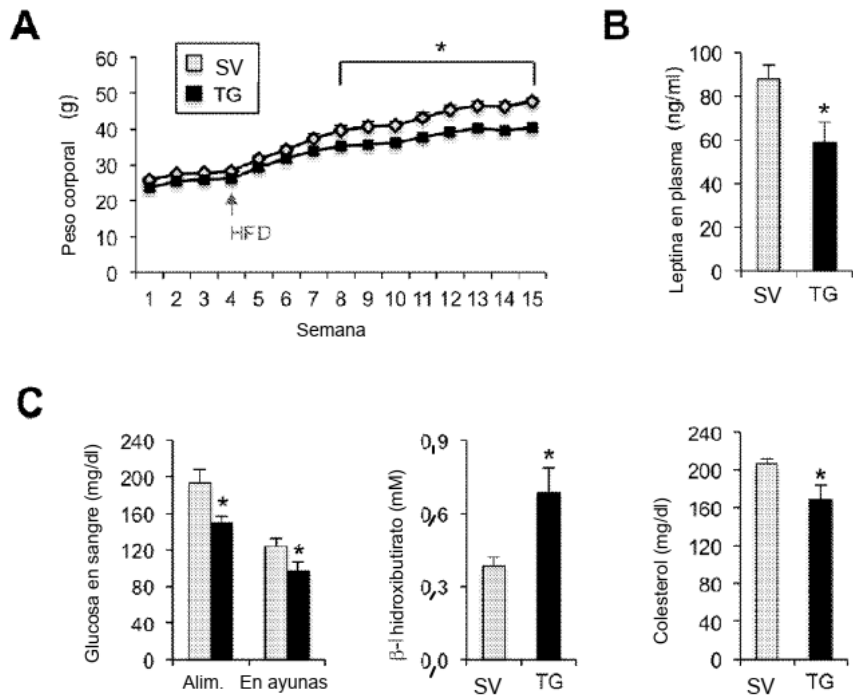 A
Peso corporal (g)
60
50
40
30
20
10
0
SV
TG
*
HFD
1 2 3 4 5 6 7 8 9 10 11 12 13 14 15
Semana
B
Leptina en plasma (ng/ml)
100
80
60
40
20
0
*
SV TG
C
Glucosa en sangre (mg/dl)
240
200
160
120
80
40
0
*
*
Alim. En ayunas
β-l hidroxibutirato (mM)
0,9
0,6
0,3
0,0
*
SV TG
Colesterol (mg/dl)
240
200
160
120
80
40
0
*
SV TG